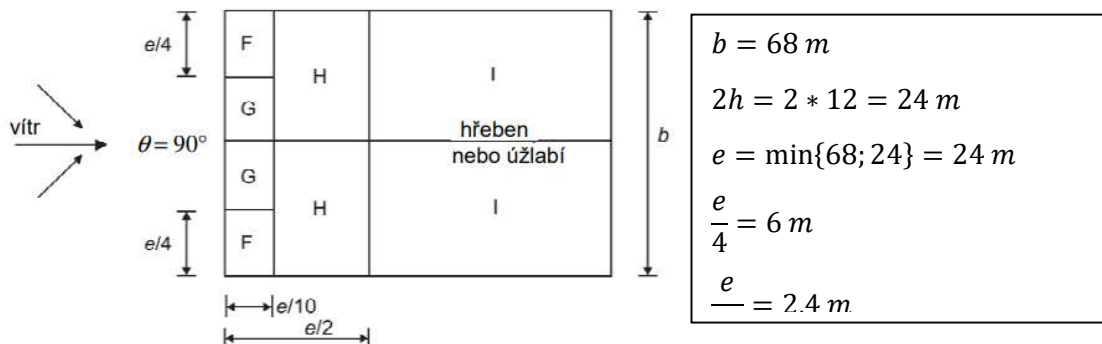 e/4
F
H
I
G
vítr
θ = 90°
hřeben
nebo úžlabí
b
G
H
I
e/4
F
e/10
e/2
b = 68 m
2h = 2 * 12 = 24 m
e = min{68; 24} = 24 m
e/4 = 6 m
e
= 2.4 m